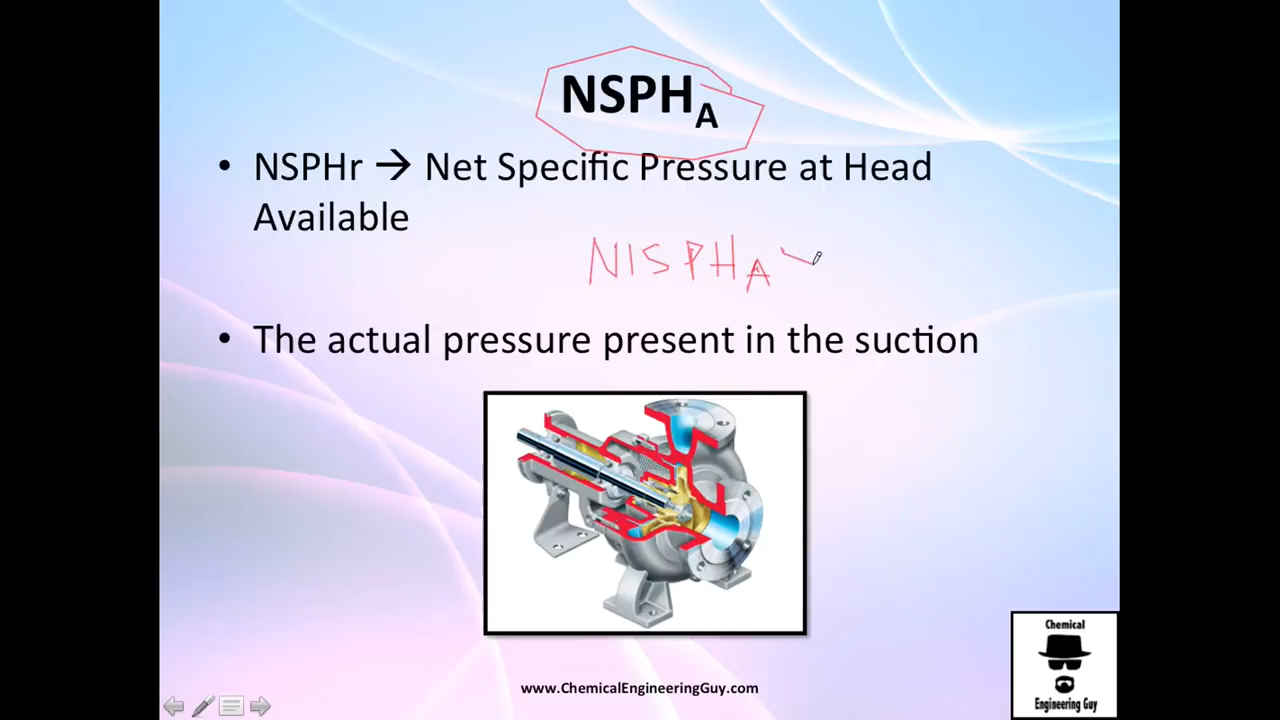 NSPHA
• NSPHr → Net Specific Pressure at Head
Available
NISPHA
• The actual pressure present in the suction
www.ChemicalEngineeringGuy.com
Chemical
Engineering Guy